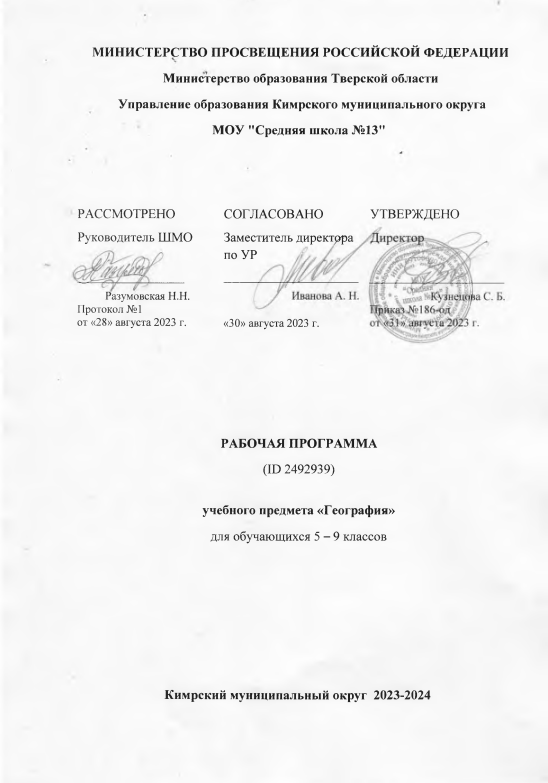 МИНИСТЕРСТВО ПРОСВЕЩЕНИЯ РОССИЙСКОЙ ФЕДЕРАЦИИ
Министерство образования Тверской области
Управление образования Кимрского муниципального округа
МОУ "Средняя школа №13"
РАССМОТРЕНО
Руководитель ШМО
Разумовская Н.Н.
Протокол №1
от «28» августа 2023 г.
СОГЛАСОВАНО
Заместитель директора
по УР
Иванова А. Н.
«30» августа 2023 г.
УТВЕРЖДЕНО
Директор
Кузнецова С. Б.
Приказ №186-од
от «31» августа 2023 г.
РАБОЧАЯ ПРОГРАММА
(ID 2492939)
учебного предмета «География»
для обучающихся 5 – 9 классов
Кимрский муниципальный округ 2023-2024